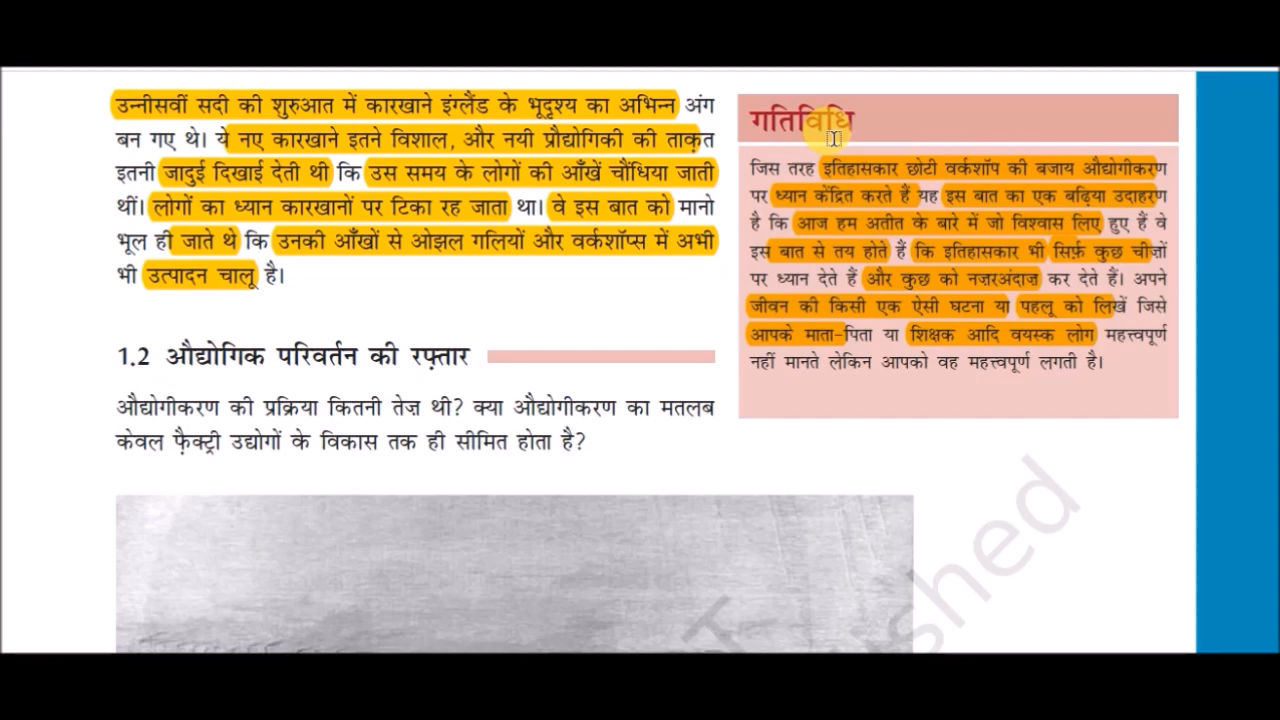 उन्नीसवीं सदी की शुरुआत में कारखाने इंग्लैंड के भूदृश्य का अभिन्न अंग
बन गए थे। ये नए कारखाने इतने विशाल, और नयी प्रौद्योगिकी की ताक़त
इतनी जादुई दिखाई देती थी कि उस समय के लोगों की आँखें चौंधिया जाती
थीं। लोगों का ध्यान कारखानों पर टिका रह जाता था। वे इस बात को मानो
भूल ही जाते थे कि उनकी आँखों से ओझल गलियों और वर्कशॉप्स में अभी
भी उत्पादन चालू है।
1.2 औद्योगिक परिवर्तन की रफ़्तार
औद्योगीकरण की प्रक्रिया कितनी तेज़ थी? क्या औद्योगीकरण का मतलब
केवल फ़ैक्ट्री उद्योगों के विकास तक ही सीमित होता है?
गतिविधि
जिस तरह इतिहासकार छोटी वर्कशॉप की बजाय औद्योगीकरण
पर ध्यान केंद्रित करते हैं यह इस बात का एक बढ़िया उदाहरण
है कि आज हम अतीत के बारे में जो विश्वास लिए हुए हैं वे
इस बात से तय होते हैं कि इतिहासकार भी सिर्फ़ कुछ चीज़ों
पर ध्यान देते हैं और कुछ को नज़रअंदाज़ कर देते हैं। अपने
जीवन की किसी एक ऐसी घटना या पहलू को लिखें जिसे
आपके माता-पिता या शिक्षक आदि वयस्क लोग महत्त्वपूर्ण
नहीं मानते लेकिन आपको वह महत्त्वपूर्ण लगती है।